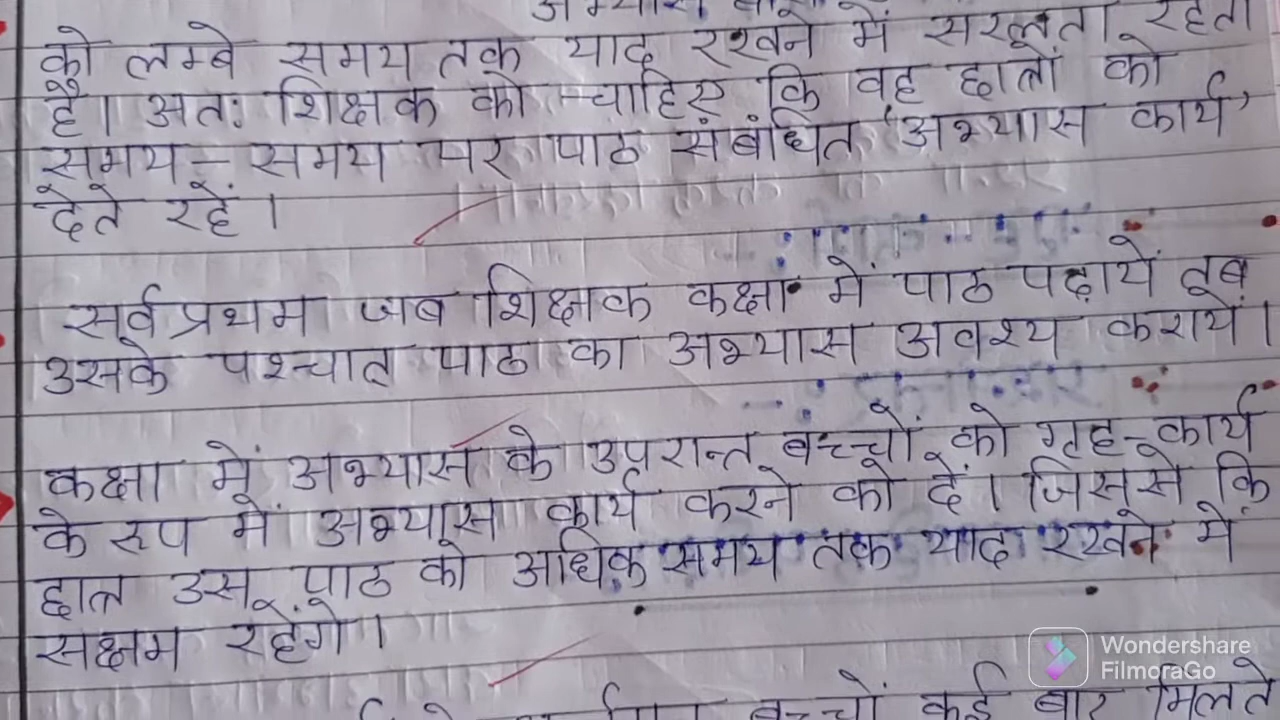 अभ्यास
को लम्बे समय तक याद रखने में सरलता रहती
है। अतः शिक्षक को चाहिए कि वह छात्रों को
समय - समय पर पाठ संबंधित 'अभ्यास कार्य'
देते रहें।
सर्वप्रथम जब शिक्षक कक्षा में पाठ पढ़ायें तब
उसके पश्चात पाठ का अभ्यास अवश्य करायें।
कक्षा में अभ्यास के उपरान्त बच्चों को गृह-कार्य
के रुप में अभ्यास कार्य करने को दें। जिससे कि
छात्र उस पाठ को अधिक समय तक याद रखने में
सक्षम रहेंगे।
बच्चों कई बार मिलते
Wondershare
FilmoraGo